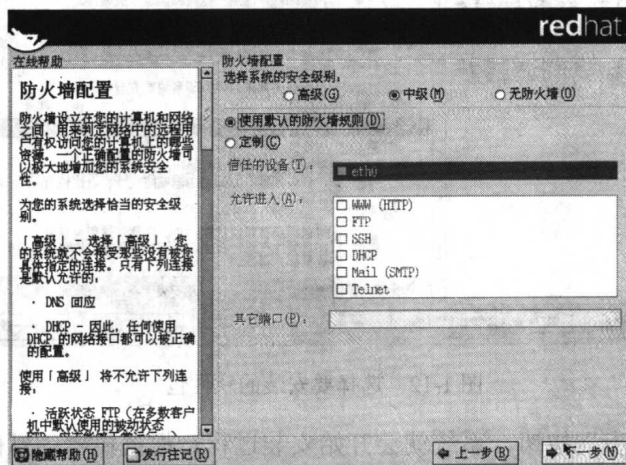 redhat
在线帮助
防火墙配置
防火墙设立在您的计算机和网络
之间，用来判定网络中的远程用
户有权访问您的计算机上的哪些
资源。一个正确配置的防火墙可
以极大地增加您的系统安全
性。
为您的系统选择恰当的安全级
别。
「高级」 - 选择「高级」，您
的系统就不会接受那些没有被您
具体指定的连接。只有下列连接
是默认允许的：
· DNS 回应
· DHCP - 因此，任何使用
DHCP 的网络接口都可以被正确
的配置。
使用「高级」 将不允许下列连
接：
· 活跃状态 FTP（在多数客户
机中默认使用的被动状态
防火墙配置
选择系统的安全级别：
高级(G)
中级(M)
无防火墙(O)
使用默认的防火墙规则(D)
定制(C)
信任的设备(T)：
eth0
允许进入(A)：
WWW (HTTP)
FTP
SSH
DHCP
Mail (SMTP)
Telnet
其它端口(P)：
隐藏帮助(H)
发行注记(R)
上一步(B)
下一步(N)